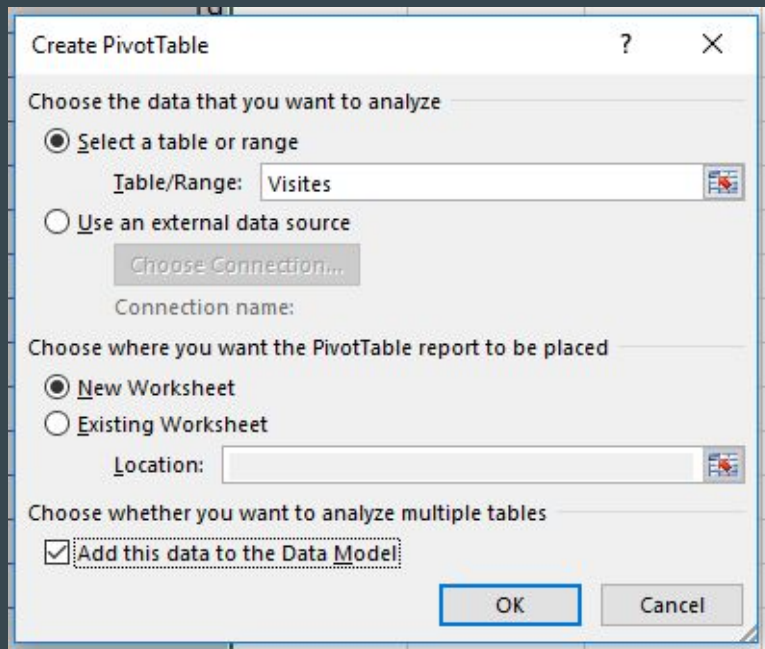 Create PivotTable
?
Choose the data that you want to analyze
Select a table or range
Table/Range: Visites
Use an external data source
Choose Connection...
Connection name:
Choose where you want the PivotTable report to be placed
New Worksheet
Existing Worksheet
Location:
Choose whether you want to analyze multiple tables
Add this data to the Data Model
OK Cancel